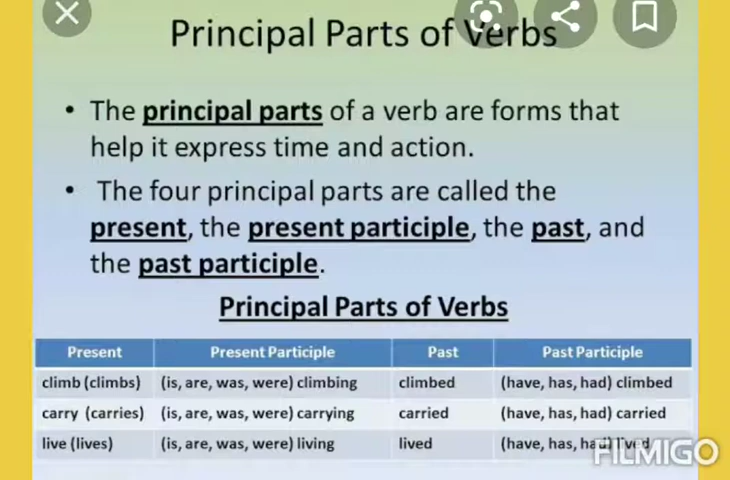 Principal Parts of Verbs
• The principal parts of a verb are forms that
help it express time and action.
• The four principal parts are called the
present, the present participle, the past, and
the past participle.
Principal Parts of Verbs
Present Present Participle Past Past Participle
climb (climbs) (is, are, was, were) climbing climbed (have, has, had) climbed
carry (carries) (is, are, was, were) carrying carried (have, has, had) carried
live (lives) (is, are, was, were) living lived (have, has, had) lived
FILMIGO